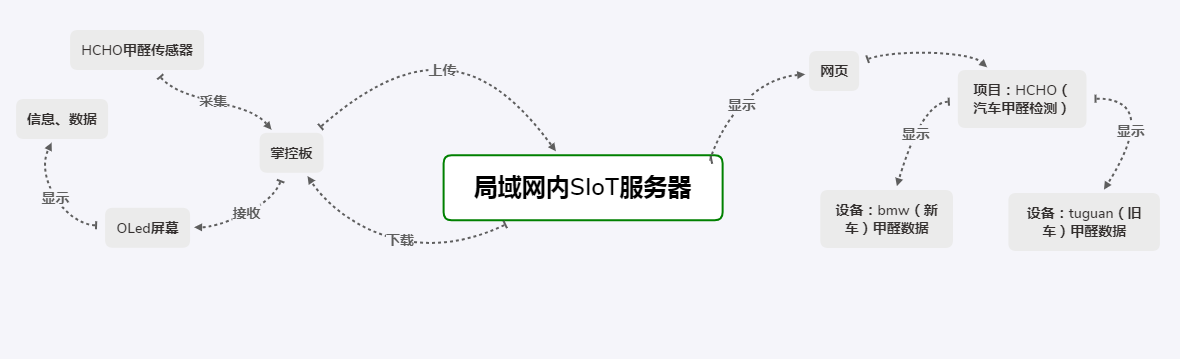 HCHO甲醛传感器
采集
信息、数据
显示
掌控板
接收
OLed屏幕
上传
下载
局域网内SIoT服务器
显示
网页
项目：HCHO（
汽车甲醛检测）
显示
显示
设备：bmw（新
车）甲醛数据
设备：tuguan（旧
车）甲醛数据